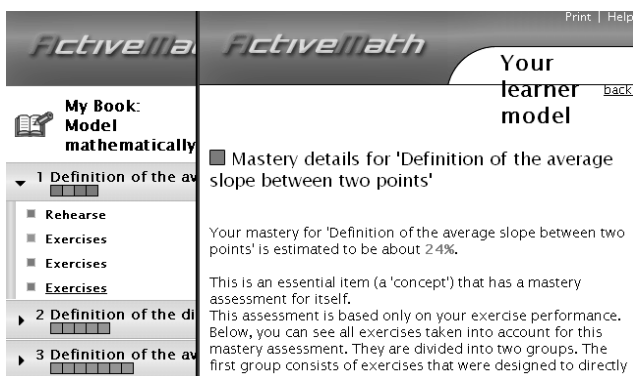 ActiveMa
My Book:
Model
mathematically
1 Definition of the av
Rehearse
Exercises
Exercises
Exercises
2 Definition of the di
3 Definition of the av
Print | Help
ActiveMath
Your
learner
model
back
Mastery details for 'Definition of the average
slope between two points'
Your mastery for 'Definition of the average slope between two
points' is estimated to be about 24%.
This is an essential item (a 'concept') that has a mastery
assessment for itself.
This assessment is based only on your exercise performance.
Below, you can see all exercises taken into account for this
mastery assessment. They are divided into two groups. The
first group consists of exercises that were designed to directly